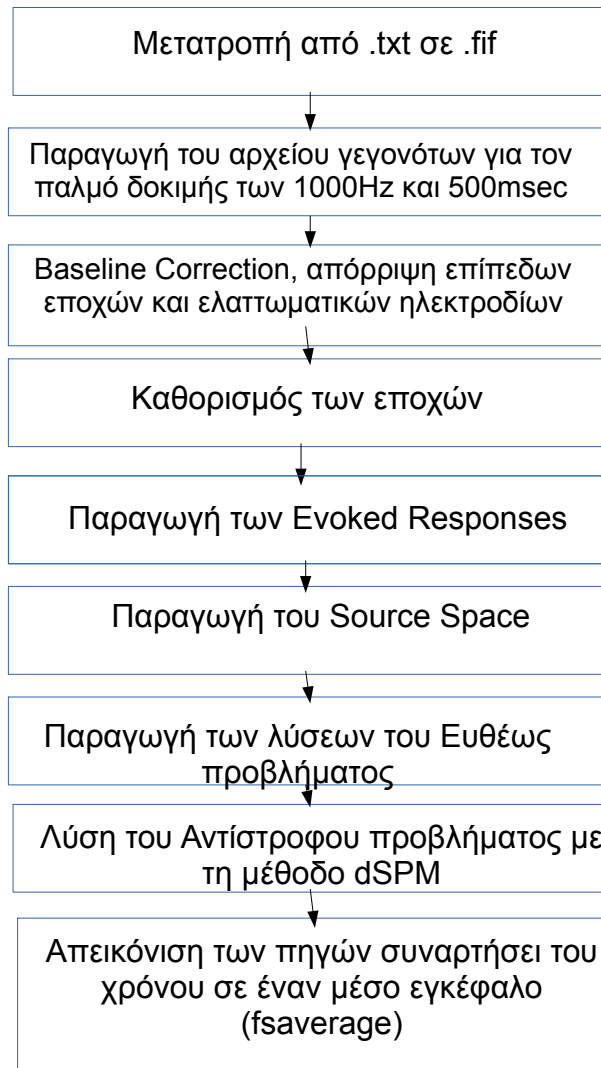 Μετατροπή από .txt σε .fif
Παραγωγή του αρχείου γεγονότων για τον
παλμό δοκιμής των 1000Hz και 500msec
Baseline Correction, απόρριψη επίπεδων
εποχών και ελαττωματικών ηλεκτροδίων
Καθορισμός των εποχών
Παραγωγή των Evoked Responses
Παραγωγή του Source Space
Παραγωγή των λύσεων του Ευθέως
προβλήματος
Λύση του Αντίστροφου προβλήματος με
τη μέθοδο dSPM
Απεικόνιση των πηγών συναρτήσει του
χρόνου σε έναν μέσο εγκέφαλο
(fsaverage)